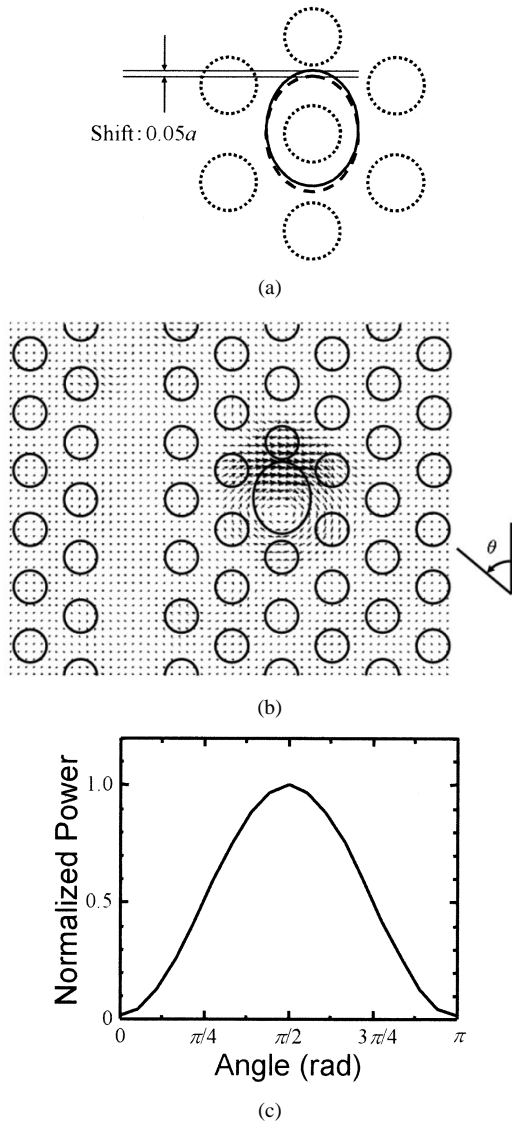 Shift: 0.05a
(a)
θ
(b)
Normalized Power
1.0
0.5
0
0 π/4 π/2 3π/4 π
Angle (rad)
(c)